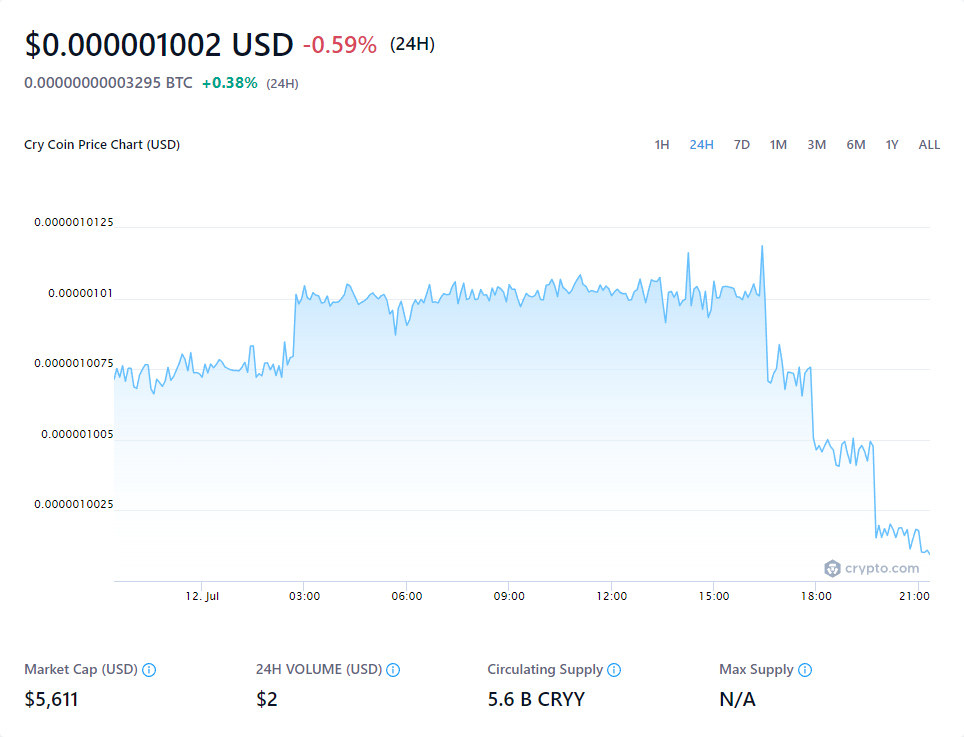 $0.000001002 USD -0.59% (24H)
0.00000000003295 BTC +0.38% (24H)
Cry Coin Price Chart (USD) 1H 24H 7D 1M 3M 6M 1Y ALL
0.0000010125
0.00000101
0.0000010075
0.000001005
0.0000010025
crypto.com
12. Jul 03:00 06:00 09:00 12:00 15:00 18:00 21:00
Market Cap (USD) 24H VOLUME (USD) Circulating Supply Max Supply
$5,611 $2 5.6 B CRYY N/A